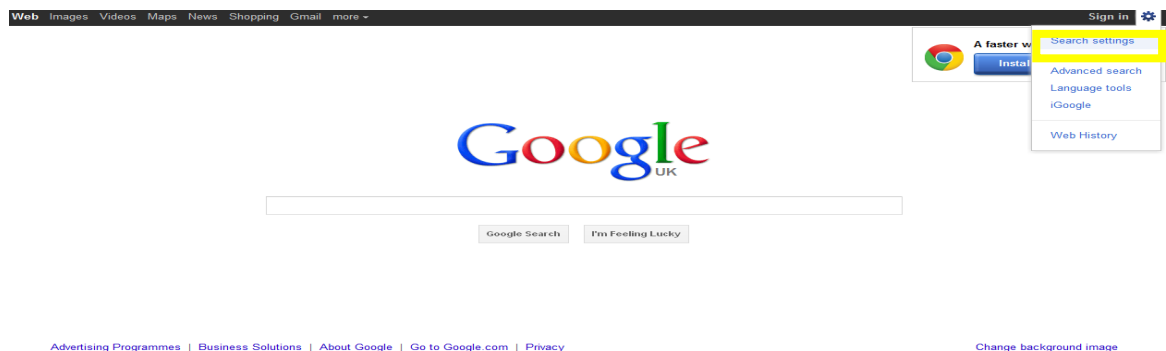 Web Images Videos Maps News Shopping Gmail more Sign in
Search settings
A faster w
Instal
Advanced search
Language tools
iGoogle
Web History
Google
UK
Google Search I'm Feeling Lucky
Advertising Programmes | Business Solutions | About Google | Go to Google.com | Privacy Change background image